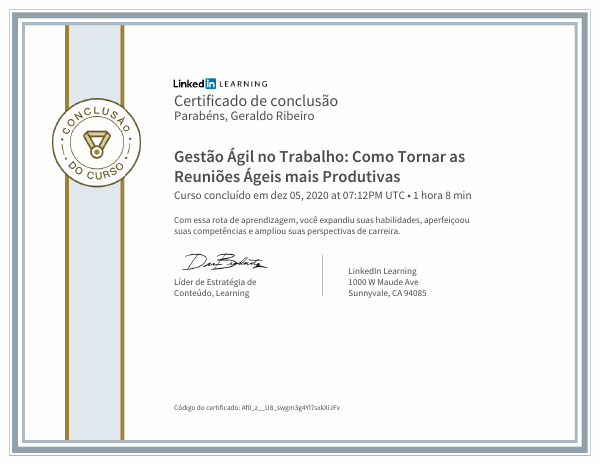 LinkedIn LEARNING
Certificado de conclusão
Parabéns, Geraldo Ribeiro
CONCLUSÃO
DO CURSO
Gestão Ágil no Trabalho: Como Tornar as
Reuniões Ágeis mais Produtivas
Curso concluído em dez 05, 2020 at 07:12PM UTC • 1 hora 8 min
Com essa rota de aprendizagem, você expandiu suas habilidades, aperfeiçoou
suas competências e ampliou suas perspectivas de carreira.
Líder de Estratégia de
Conteúdo, Learning
LinkedIn Learning
1000 W Maude Ave
Sunnyvale, CA 94085
Código do certificado: Af0_z__U8_swgm3g4Yl7sxkXiJFv